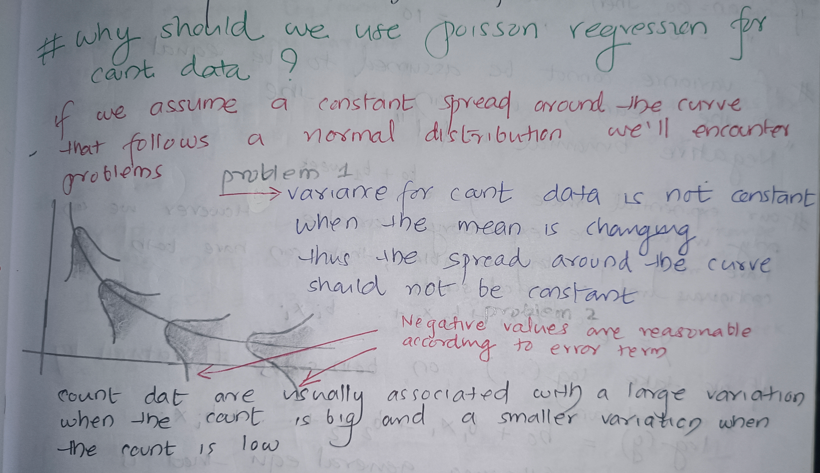 # why should we use poisson regression for
cant data ?
if we assume a constant spread around the curve
that follows a normal distribution we'll encanter
problems
problem 1
variance for cant data is not constant
when the mean is changing
thus the spread around the curve
should not be constant
problem 2
Negative values are reasonable
according to error term
count dat are usually associated with a large variation
when the count is big and a smaller variation when
the count is low